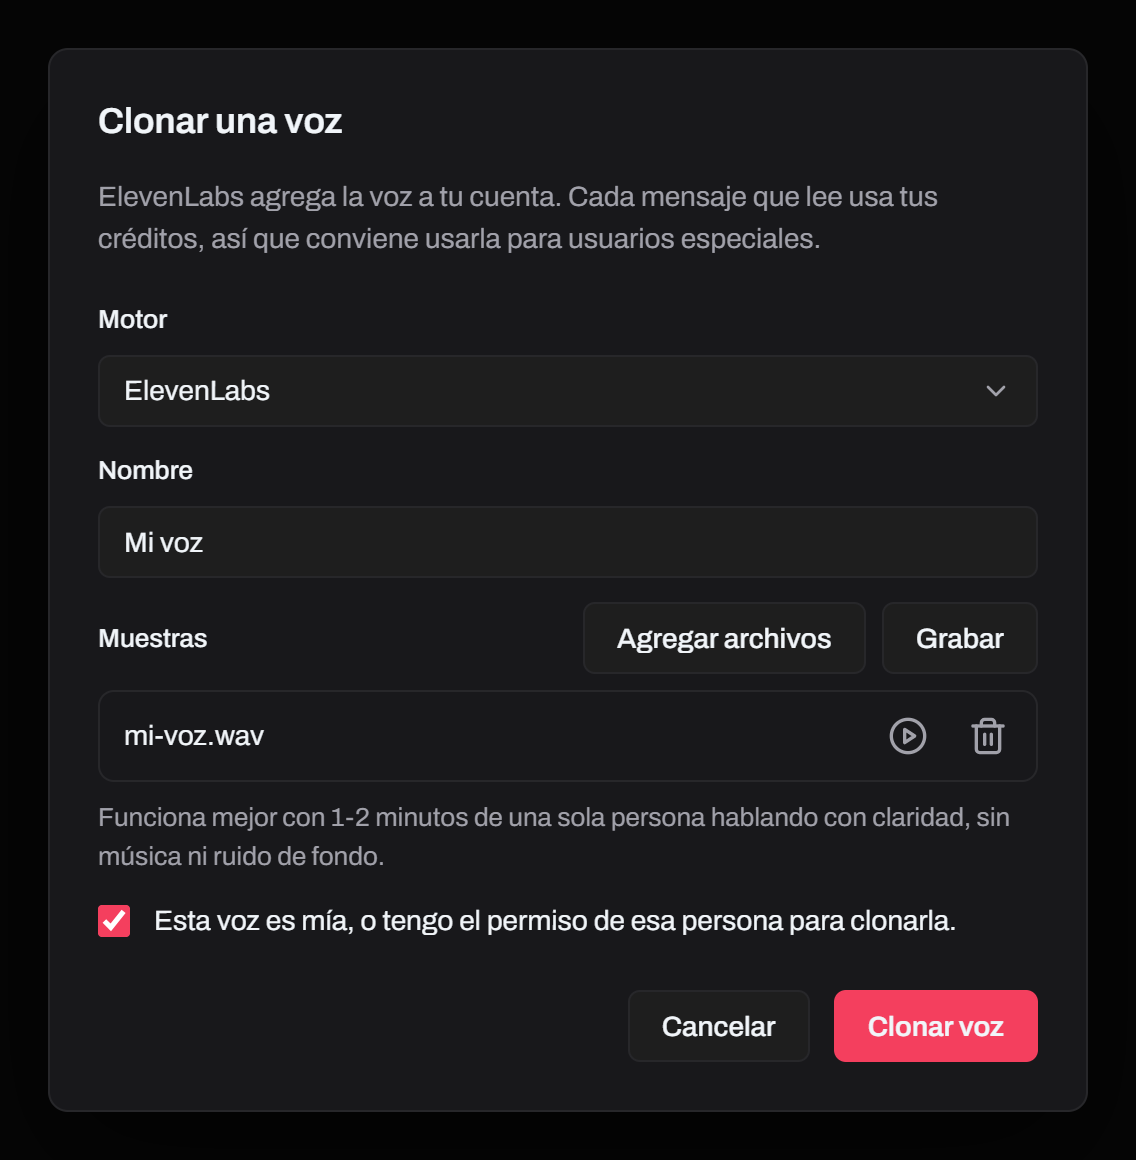 Clonar una voz
ElevenLabs agrega la voz a tu cuenta. Cada mensaje que lee usa tus
créditos, así que conviene usarla para usuarios especiales.
Motor
ElevenLabs
Nombre
Mi voz
Muestras
Agregar archivos
Grabar
mi-voz.wav
Funciona mejor con 1-2 minutos de una sola persona hablando con claridad, sin
música ni ruido de fondo.
Esta voz es mía, o tengo el permiso de esa persona para clonarla.
Cancelar
Clonar voz